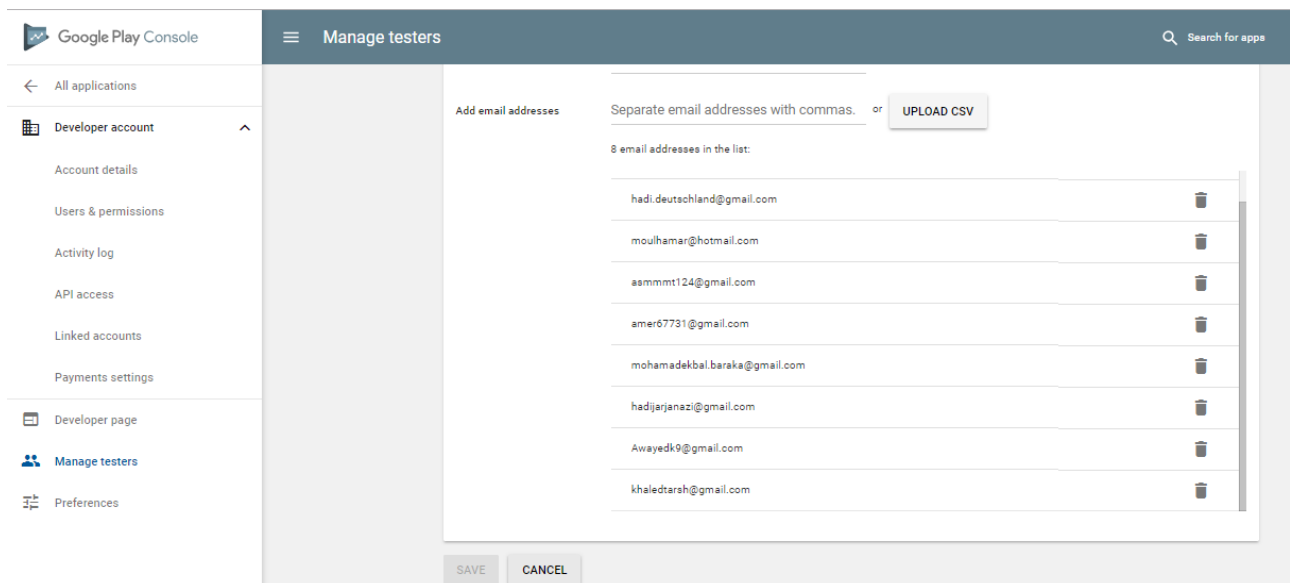 Google Play Console
Manage testers
Search for apps
All applications
Developer account
Account details
Users & permissions
Activity log
API access
Linked accounts
Payments settings
Developer page
Manage testers
Preferences
Add email addresses
Separate email addresses with commas.
or
UPLOAD CSV
8 email addresses in the list:
hadi.deutschland@gmail.com
moulhamar@hotmail.com
asmmmt124@gmail.com
amer67731@gmail.com
mohamadekbal.baraka@gmail.com
hadijarjanazi@gmail.com
Awayedk9@gmail.com
khaledtarsh@gmail.com
SAVE
CANCEL